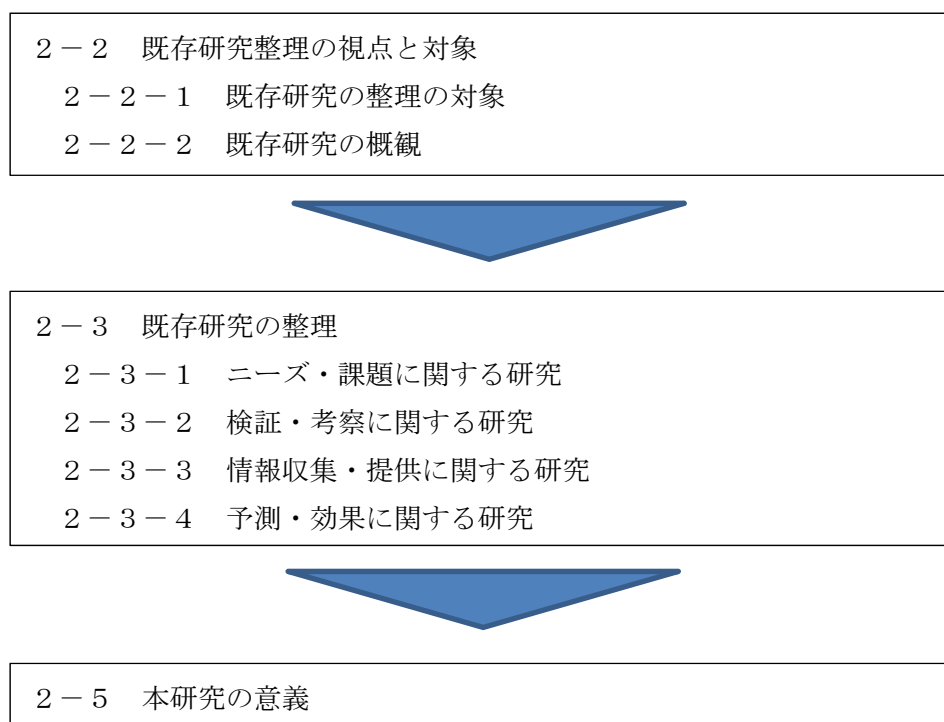 ２－２　既存研究整理の視点と対象
２－２－１　既存研究の整理の対象
２－２－２　既存研究の概観
２－３　既存研究の整理
２－３－１　ニーズ・課題に関する研究
２－３－２　検証・考察に関する研究
２－３－３　情報収集・提供に関する研究
２－３－４　予測・効果に関する研究
２－５　本研究の意義